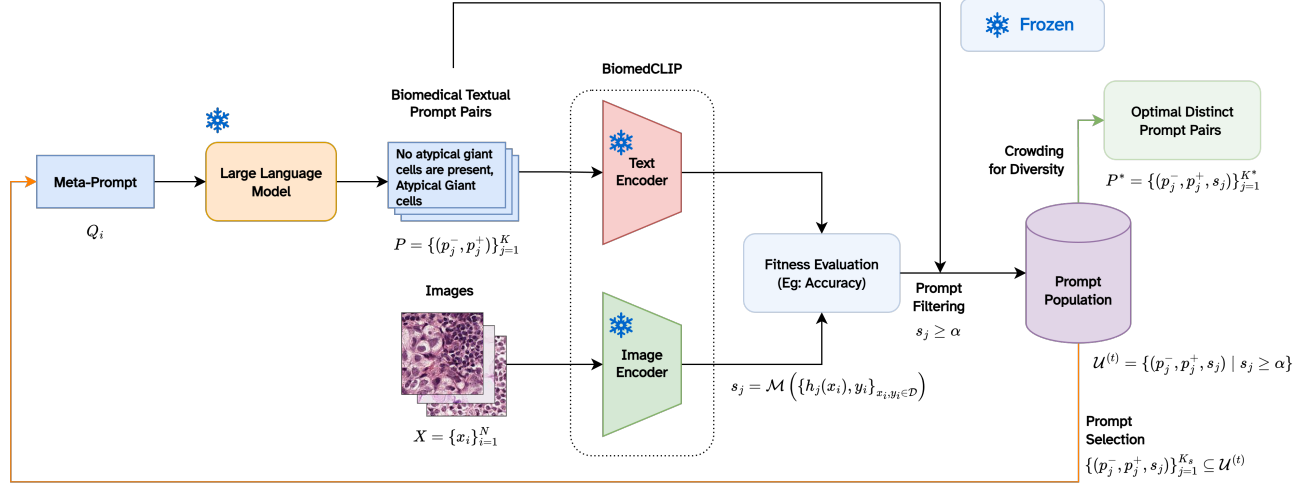 Frozen
BiomedCLIP
Biomedical Textual
Prompt Pairs
Optimal Distinct
Prompt Pairs
Crowding
for Diversity
No atypical giant
cells are present,
Atypical Giant
cells
Text
Encoder
Large Language
Model
Meta-Prompt
P* = {(p_j^-, p_j^+, s_j)}_{j=1}^{K*}
Q_i
P = {(p_j^-, p_j^+)}_{j=1}^K
Fitness Evaluation
(Eg: Accuracy)
Prompt
Filtering
s_j ≥ α
Prompt
Population
Images
Image
Encoder
U^{(t)} = {(p_j^-, p_j^+, s_j) | s_j ≥ α}
s_j = M({h_j(x_i), y_i}_{x_i,y_i∈D})
X = {x_i}_{i=1}^N
Prompt
Selection
{(p_j^-, p_j^+, s_j)}_{j=1}^{K_s} ⊆ U^{(t)}